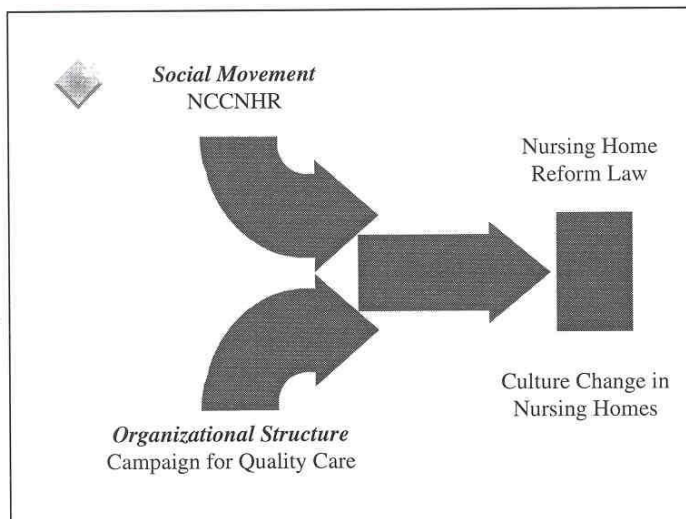 Social Movement
NCCNHR
Nursing Home
Reform Law
Culture Change in
Nursing Homes
Organizational Structure
Campaign for Quality Care